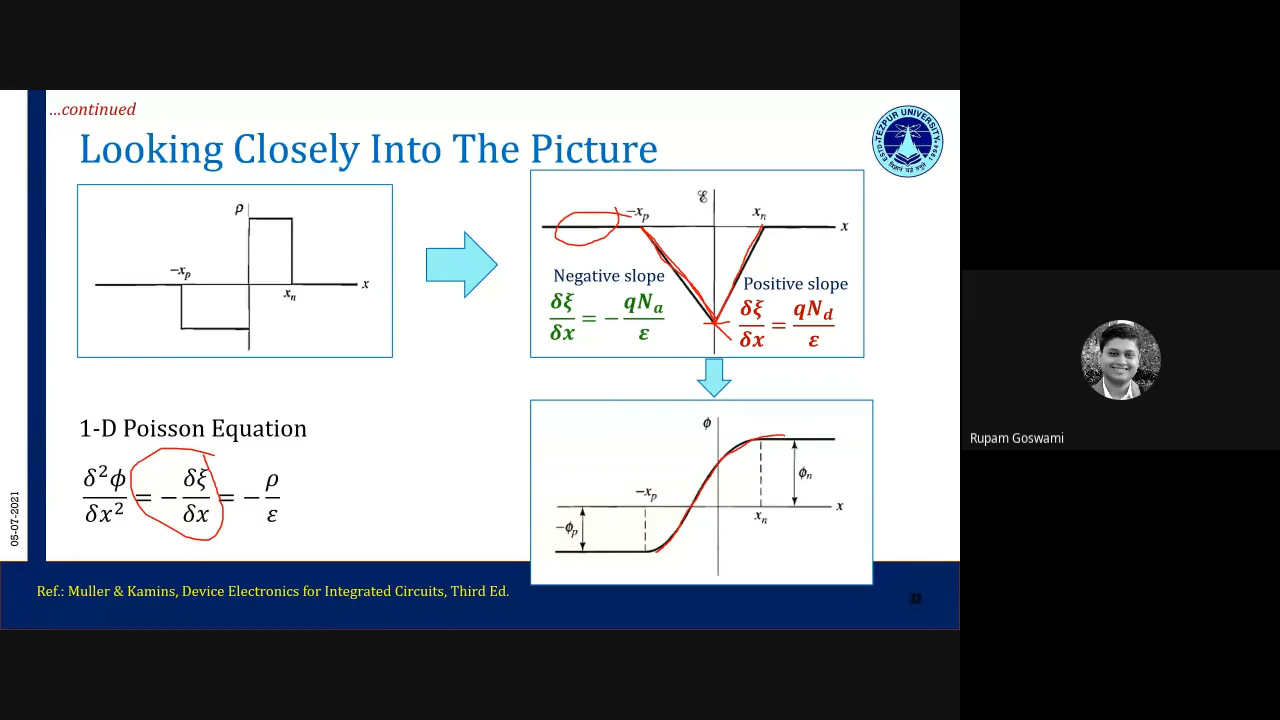 ...continued
Looking Closely Into The Picture
TEZPUR UNIVERSITY
ρ
−xp
xn
x
ℰ
−xp
xn
x
Negative slope
δξ/δx = − qNa/ε
Positive slope
δξ/δx = qNd/ε
1-D Poisson Equation
δ²ϕ/δx² = − δξ/δx = − ρ/ε
ϕ
−xp
−ϕp
xn
ϕn
x
08-07-2021
Ref.: Muller & Kamins, Device Electronics for Integrated Circuits, Third Ed.
32
Rupam Goswami